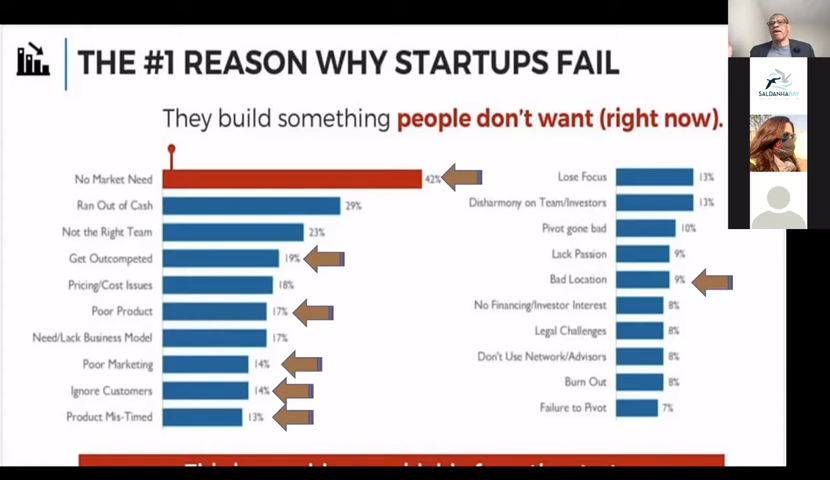 THE #1 REASON WHY STARTUPS FAIL
They build something people don't want (right now).
No Market Need 42%
Ran Out of Cash 29%
Not the Right Team 23%
Get Outcompeted 19%
Pricing/Cost Issues 18%
Poor Product 17%
Need/Lack Business Model 17%
Poor Marketing 14%
Ignore Customers 14%
Product Mis-Timed 13%
Lose Focus 13%
Disharmony on Team/Investors 13%
Pivot gone bad 10%
Lack Passion 9%
Bad Location 9%
No Financing/Investor Interest 8%
Legal Challenges 8%
Don't Use Network/Advisors 8%
Burn Out 8%
Failure to Pivot 7%
SALDANHABAY